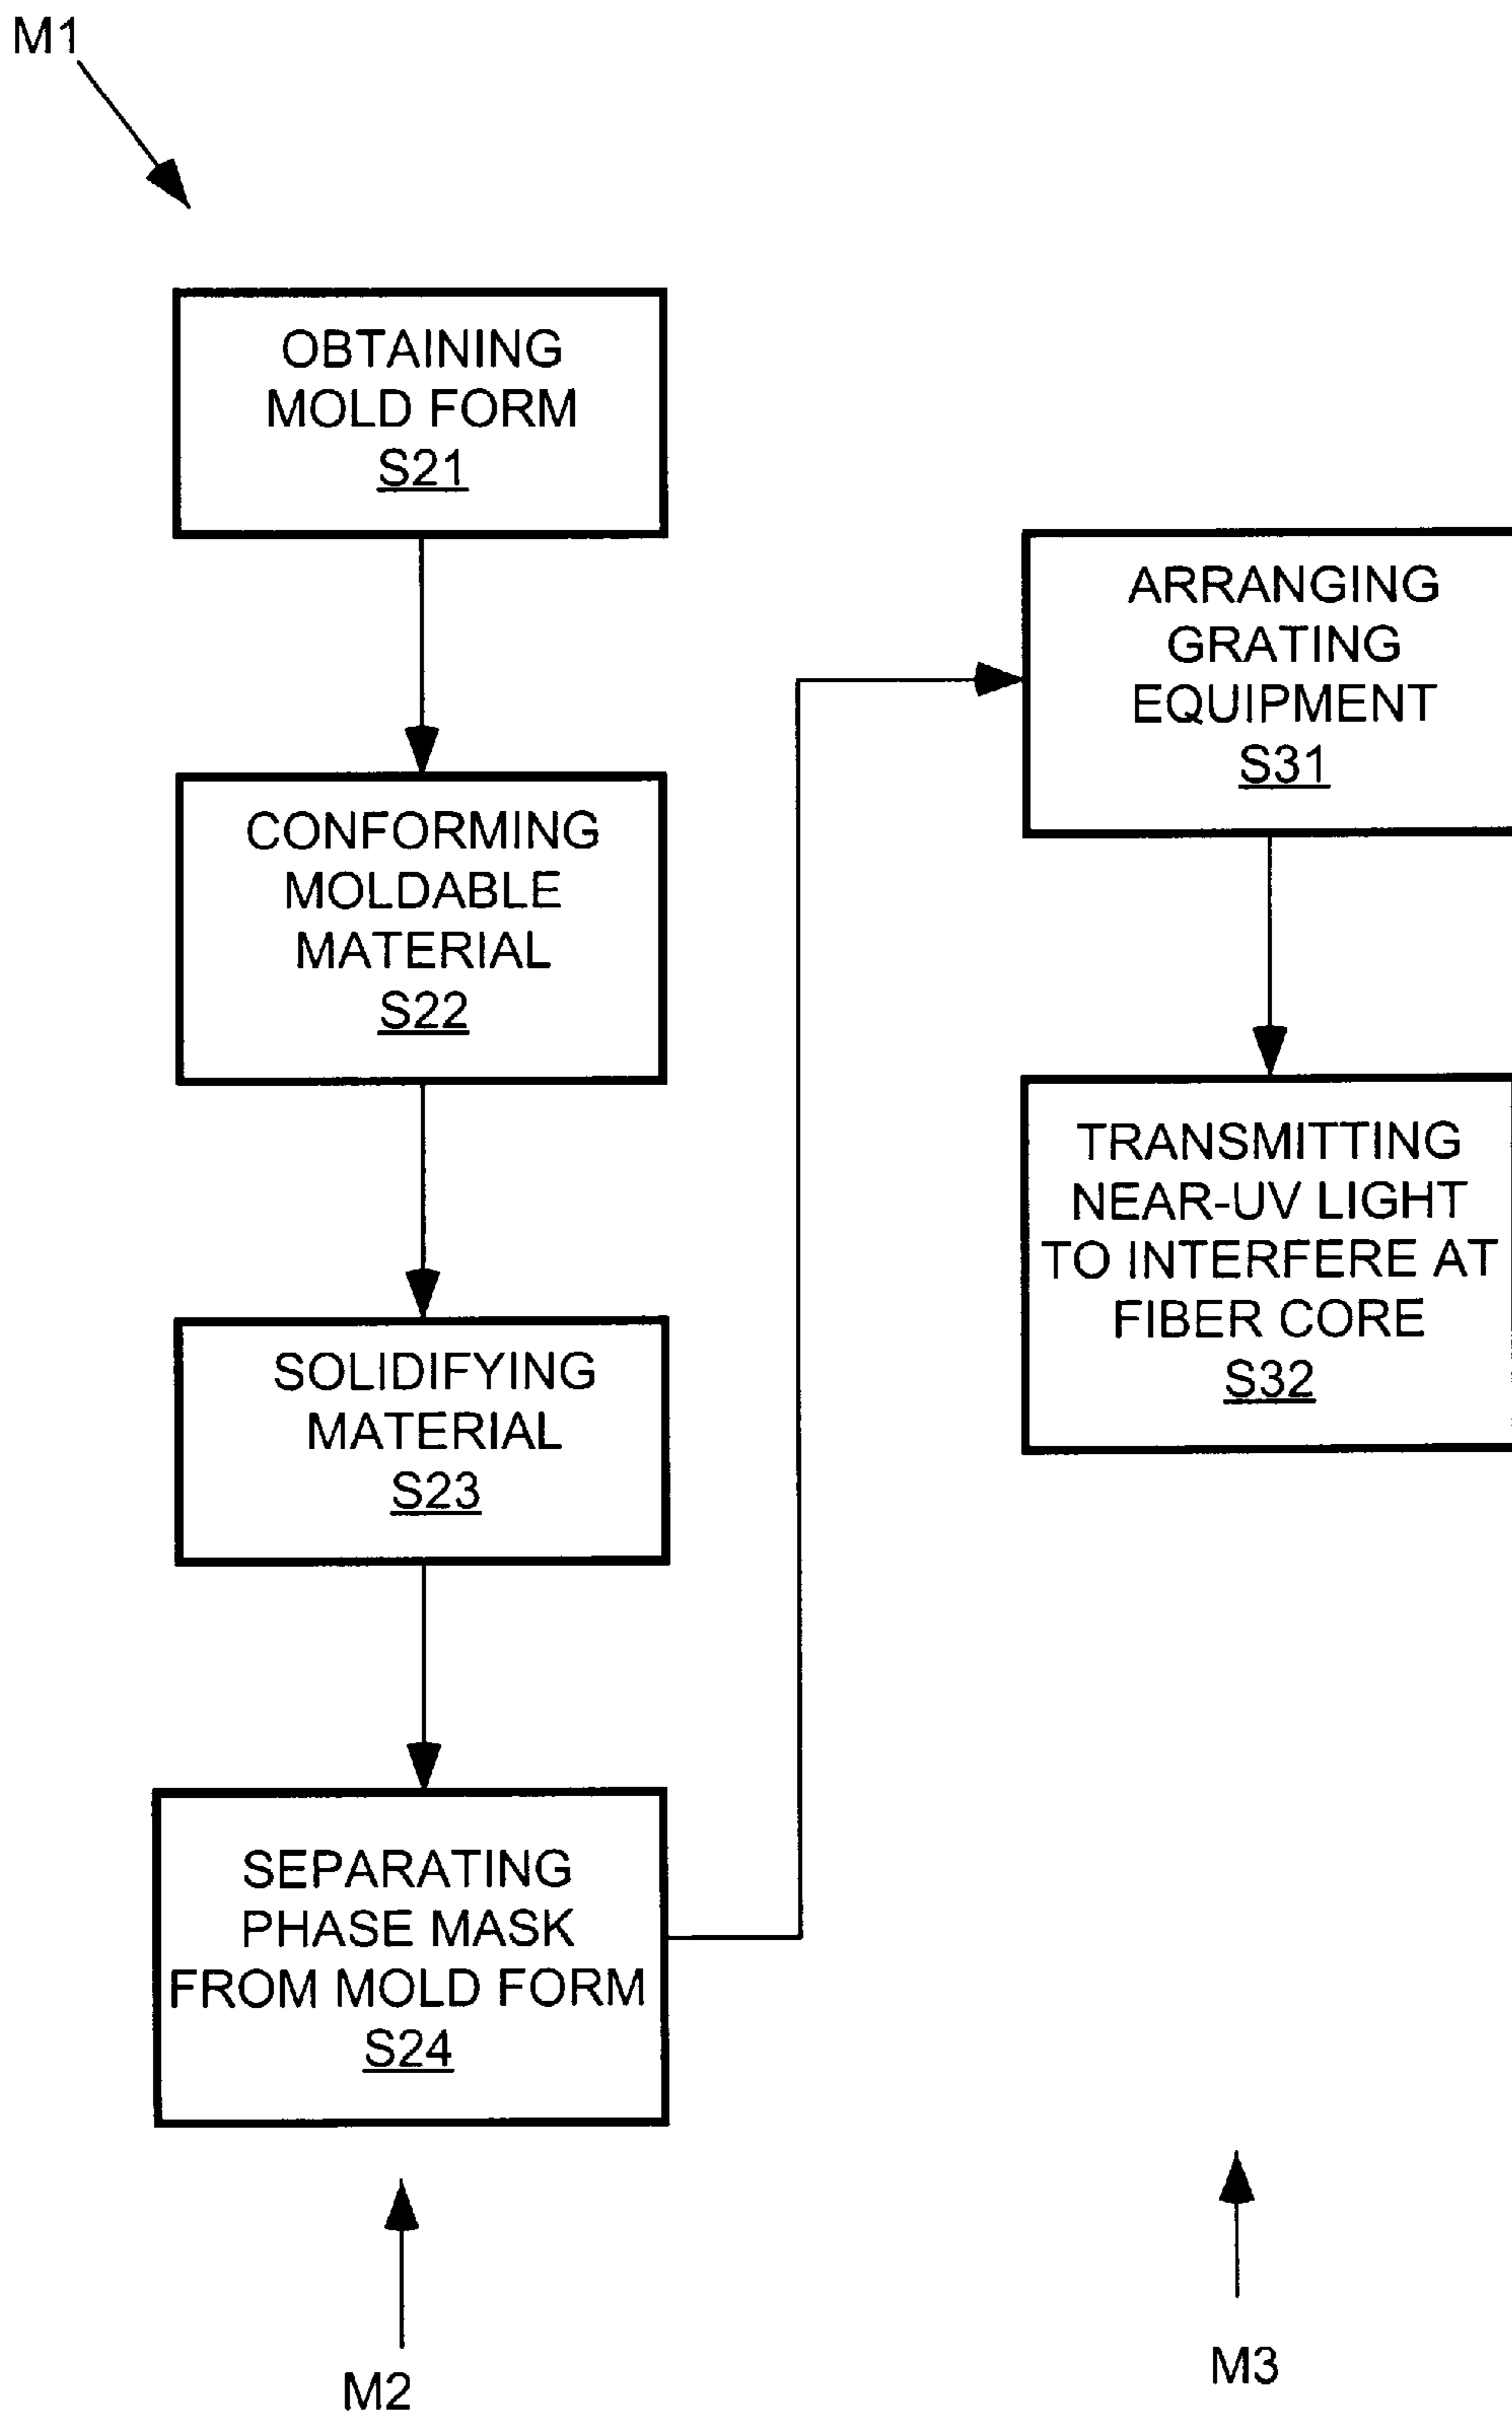 M1
OBTAINING
MOLD FORM
S21
CONFORMING
MOLDABLE
MATERIAL
S22
SOLIDIFYING
MATERIAL
S23
SEPARATING
PHASE MASK
FROM MOLD FORM
S24
M2
ARRANGING
GRATING
EQUIPMENT
S31
TRANSMITTING
NEAR-UV LIGHT
TO INTERFERE AT
FIBER CORE
S32
M3